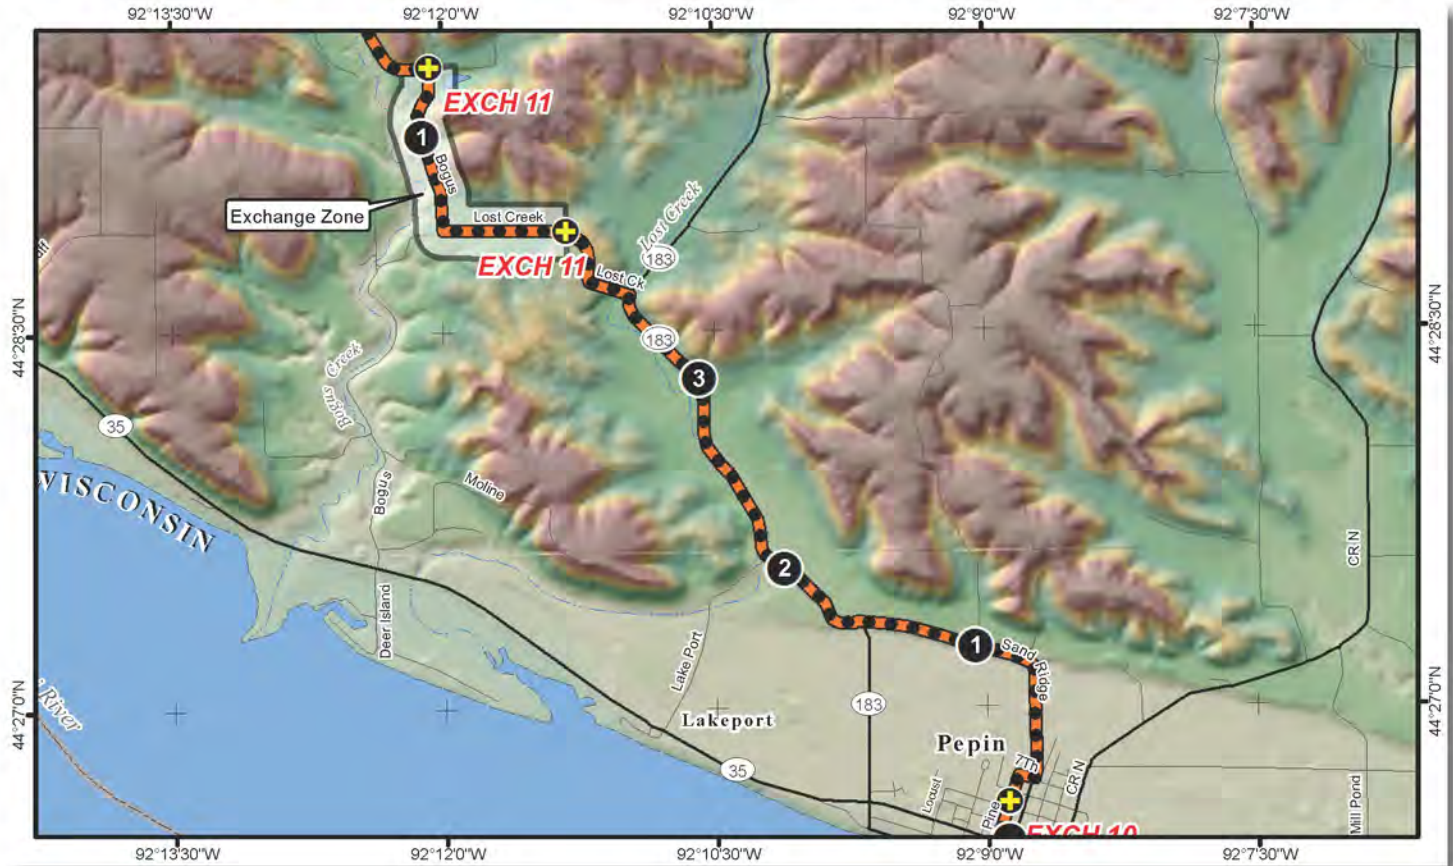 92°13'30"W
92°12'0"W
92°10'30"W
92°9'0"W
92°7'30"W
EXCH 11
1
Bogus
Exchange Zone
Lost Creek
Lost Creek
183
EXCH 11
Lost Ck
44°28'30"N
44°28'30"N
183
3
Bogus Creek
35
WISCONSIN
Bogus
Moline
CR N
2
Deer Island
Lake Port
1
Sand Ridge
River
44°27'0"N
44°27'0"N
183
Lakeport
Pepin
35
7Th
CR N
Locust
Pine
Mill Pond
EXCH 10
92°13'30"W
92°12'0"W
92°10'30"W
92°9'0"W
92°7'30"W